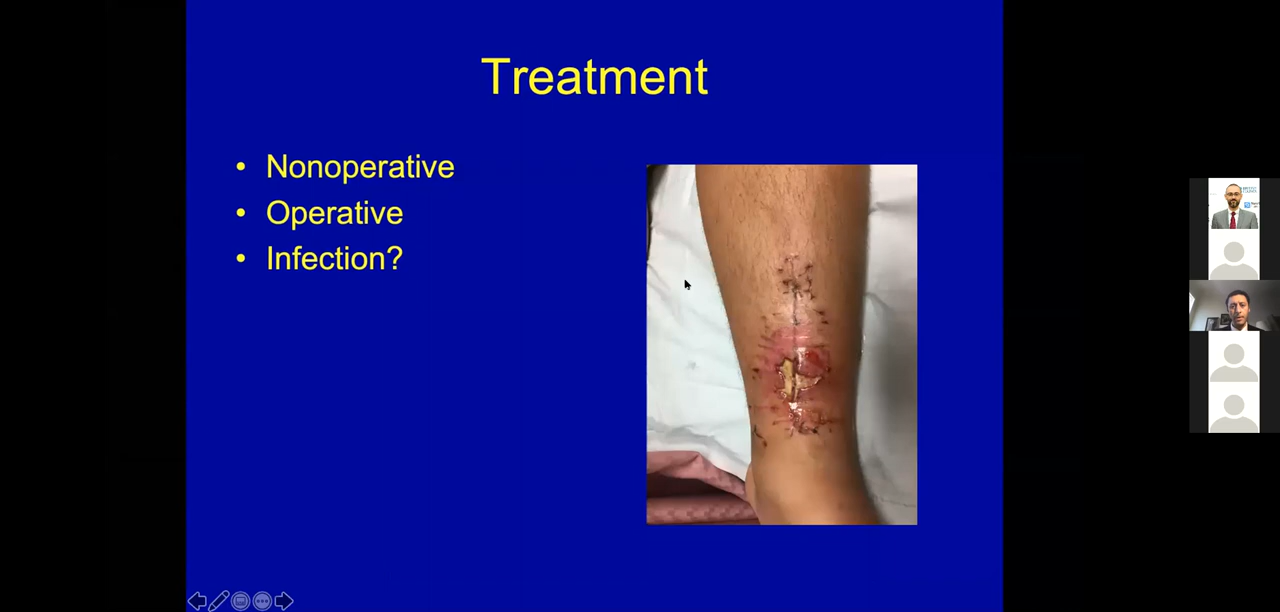 Treatment
• Nonoperative
• Operative
• Infection?